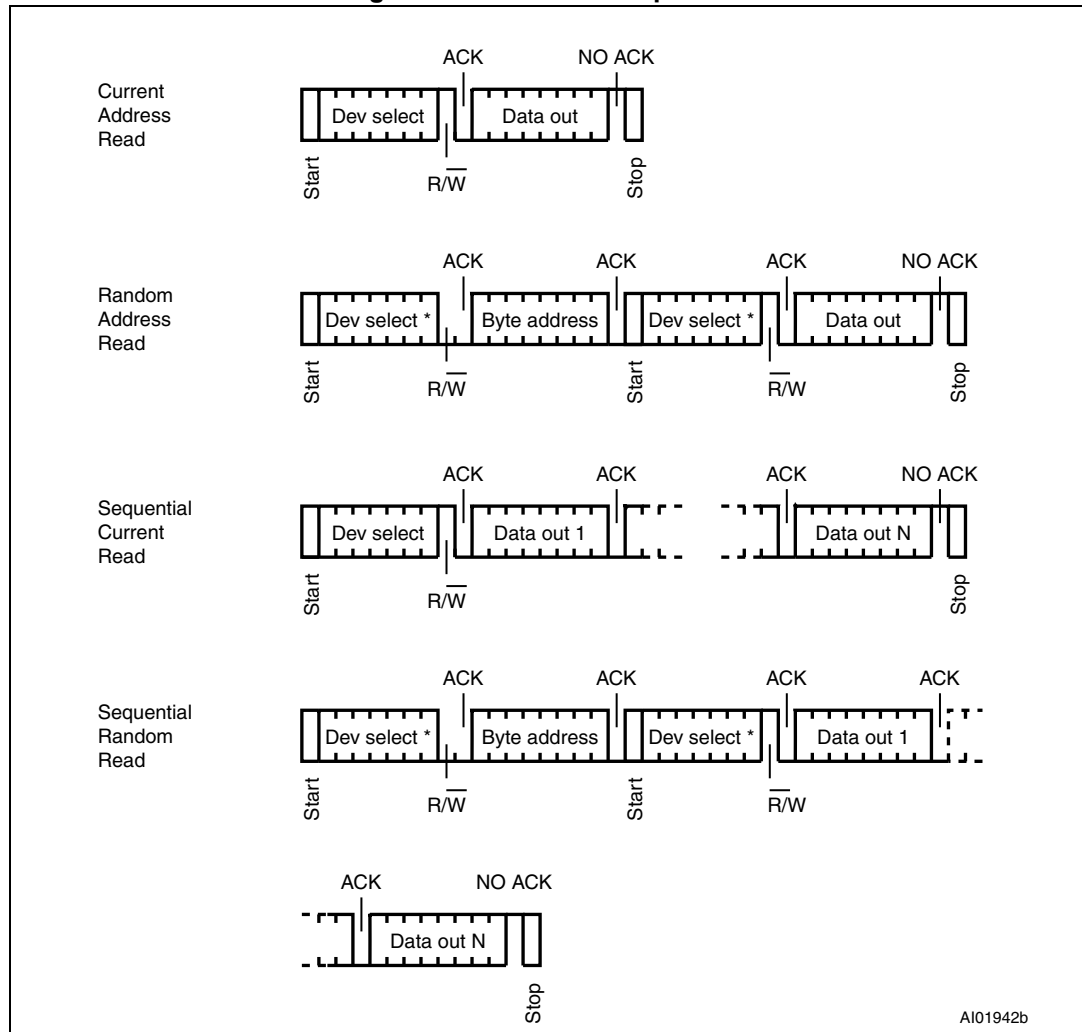 ACK NO ACK
Current
Address
Read
Dev select Data out
Start R/W Stop
ACK ACK ACK NO ACK
Random
Address
Read
Dev select * Byte address Dev select * Data out
Start R/W Start R/W Stop
ACK ACK ACK NO ACK
Sequential
Current
Read
Dev select Data out 1 Data out N
Start R/W Stop
ACK ACK ACK ACK
Sequential
Random
Read
Dev select * Byte address Dev select * Data out 1
Start R/W Start R/W
ACK NO ACK
Data out N
Stop
AI01942b